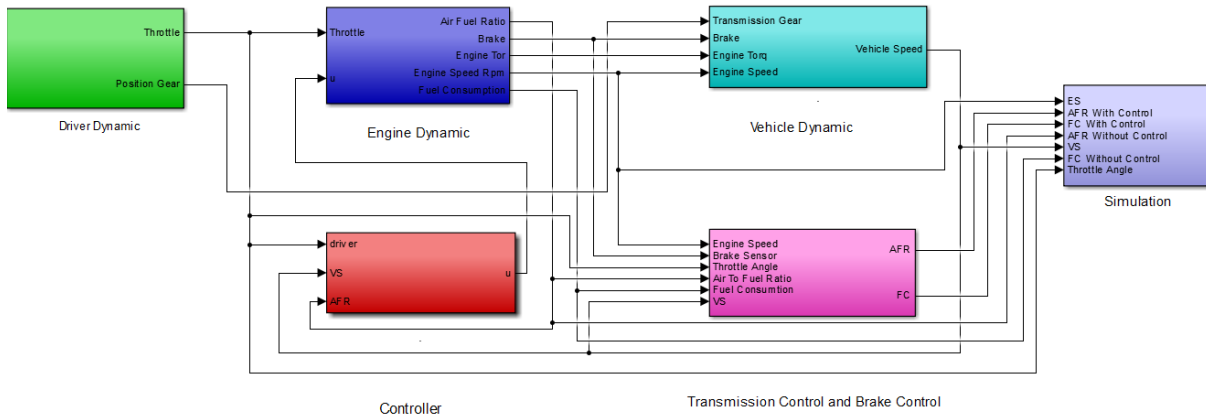 Throttle
Position Gear
Driver Dynamic
Throttle
u
Air Fuel Ratio
Brake
Engine Tor
Engine Speed Rpm
Fuel Consumption
Engine Dynamic
Transmission Gear
Brake
Engine Torq
Engine Speed
Vehicle Speed
Vehicle Dynamic
ES
AFR With Control
FC With Control
AFR Without Control
VS
FC Without Control
Throttle Angle
Simulation
driver
VS
AFR
u
Controller
Engine Speed
Brake Sensor
Throttle Angle
Air To Fuel Ratio
Fuel Consumtion
VS
AFR
FC
Transmission Control and Brake Control